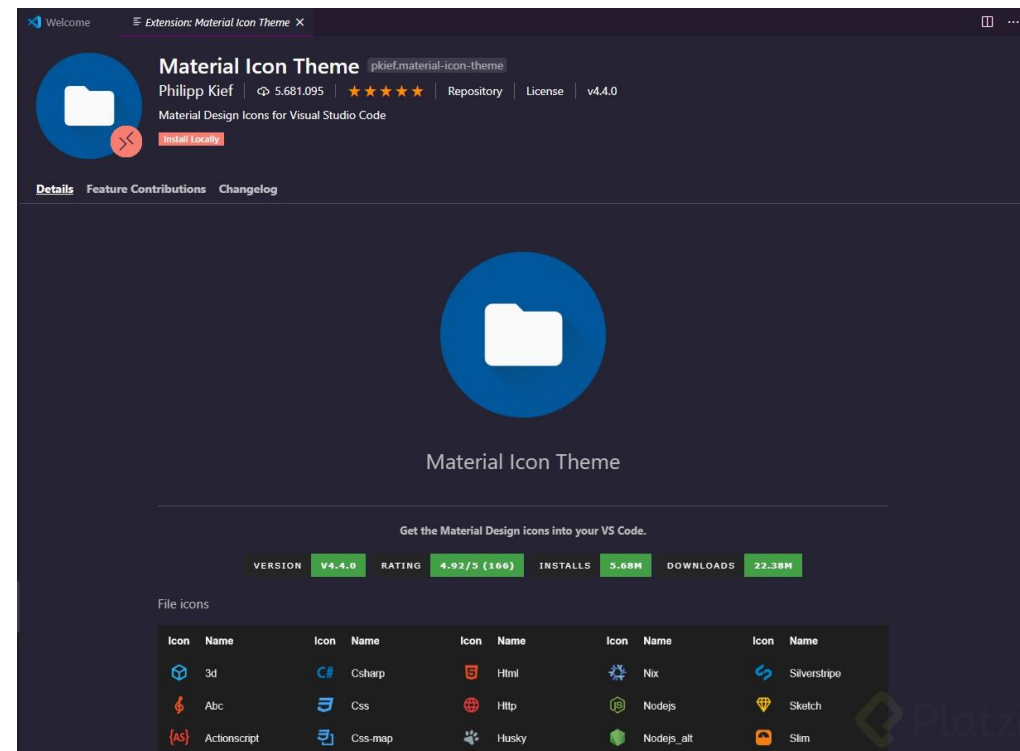 Welcome
Extension: Material Icon Theme
Material Icon Theme pkief.material-icon-theme
Philipp Kief 5.681.095 Repository License v4.4.0
Material Design Icons for Visual Studio Code
Install Locally
Details Feature Contributions Changelog
Material Icon Theme
Get the Material Design icons into your VS Code.
VERSION V4.4.0 RATING 4.92/5 (166) INSTALLS 5.68M DOWNLOADS 22.38M
File icons
Icon Name Icon Name Icon Name Icon Name Icon Name
3d C# Csharp Html Nix Silverstripe
Abc Css Http JS Nodejs Sketch
{AS} Actionscript Css-map Husky Nodejs_alt Slim
Platz